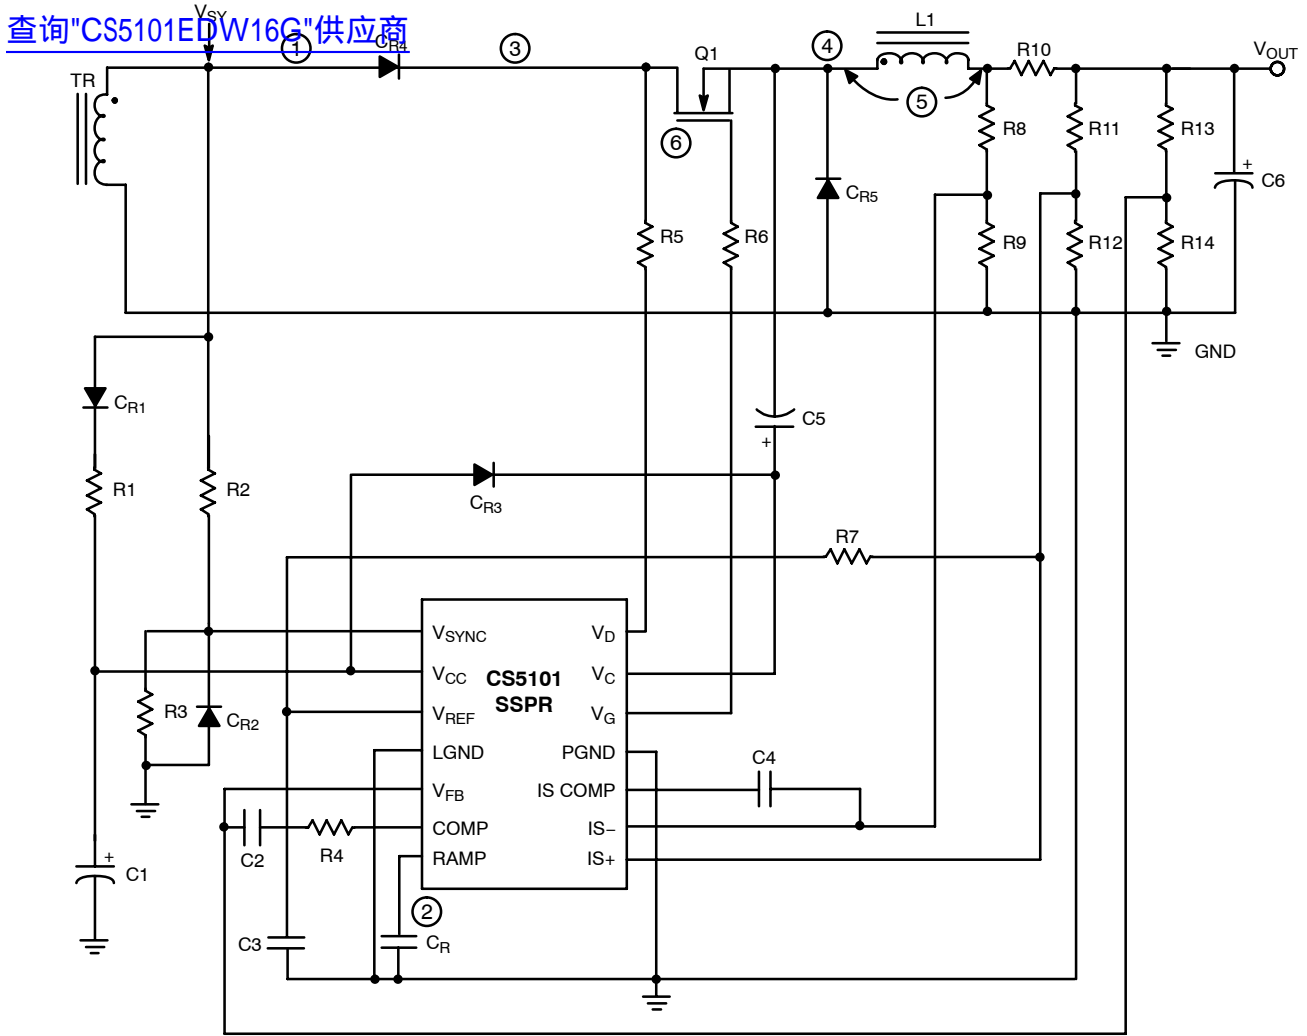 查询"CS5101EDW16G"供应商
VSY
1
CR4
3
Q1
4
L1
R10
VOUT
TR
5
6
R8
R11
R13
C6
+
CR5
R5
R6
R9
R12
R14
GND
CR1
C5
+
R1
R2
CR3
R7
VSYNC
VD
VCC
CS5101
SSPR
VC
R3
CR2
VREF
VG
LGND
PGND
C4
VFB
IS COMP
COMP
IS−
C2
R4
RAMP
IS+
+
C1
2
C3
CR